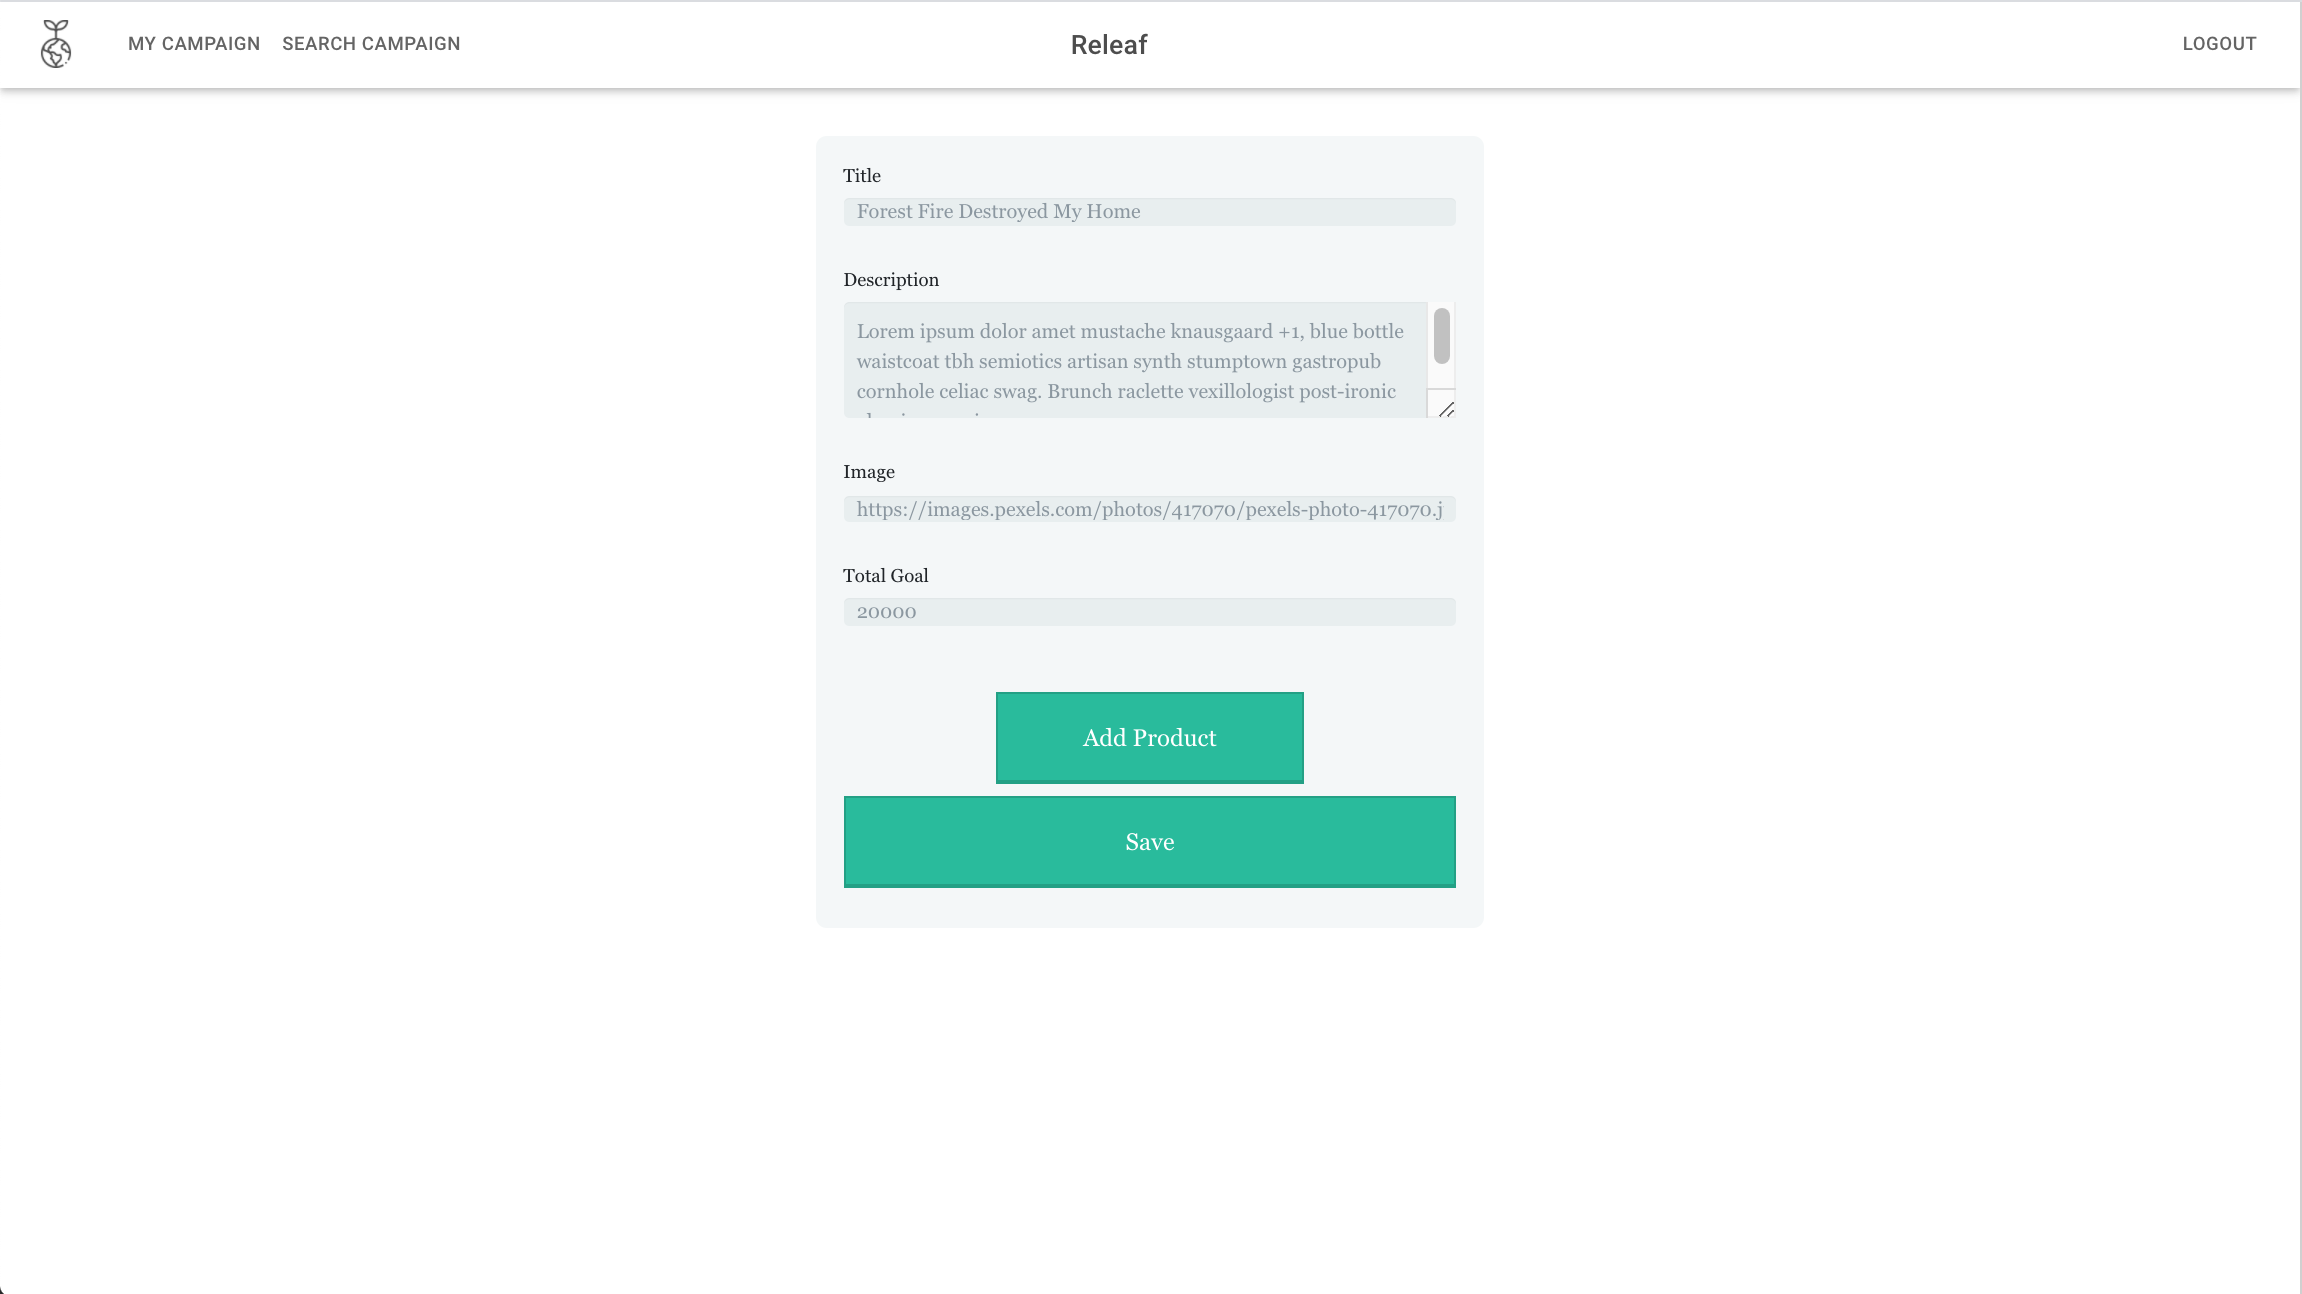 MY CAMPAIGN SEARCH CAMPAIGN Releaf LOGOUT
Title
Forest Fire Destroyed My Home
Description
Lorem ipsum dolor amet mustache knausgaard +1, blue bottle
waistcoat tbh semiotics artisan synth stumptown gastropub
cornhole celiac swag. Brunch raclette vexillologist post-ironic
Image
https://images.pexels.com/photos/417070/pexels-photo-417070.j
Total Goal
20000
Add Product
Save